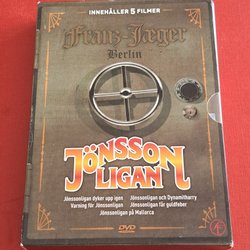 INNEHÅLLER 5 FILMER
Franz-Jæger
Berlin
JÖNSSON
LIGAN
Jönssonligan dyker upp igen
Jönssonligan och Dynamitharry
Varning för Jönssonligan
Jönssonligan får guldfeber
Jönssonligan på Mallorca
DVD